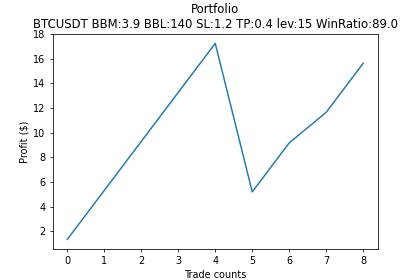 Portfolio
BTCUSDT BBM:3.9 BBL:140 SL:1.2 TP:0.4 lev:15 WinRatio:89.0
18
16
14
12
10
8
6
4
2
Profit ($)
0 1 2 3 4 5 6 7 8
Trade counts